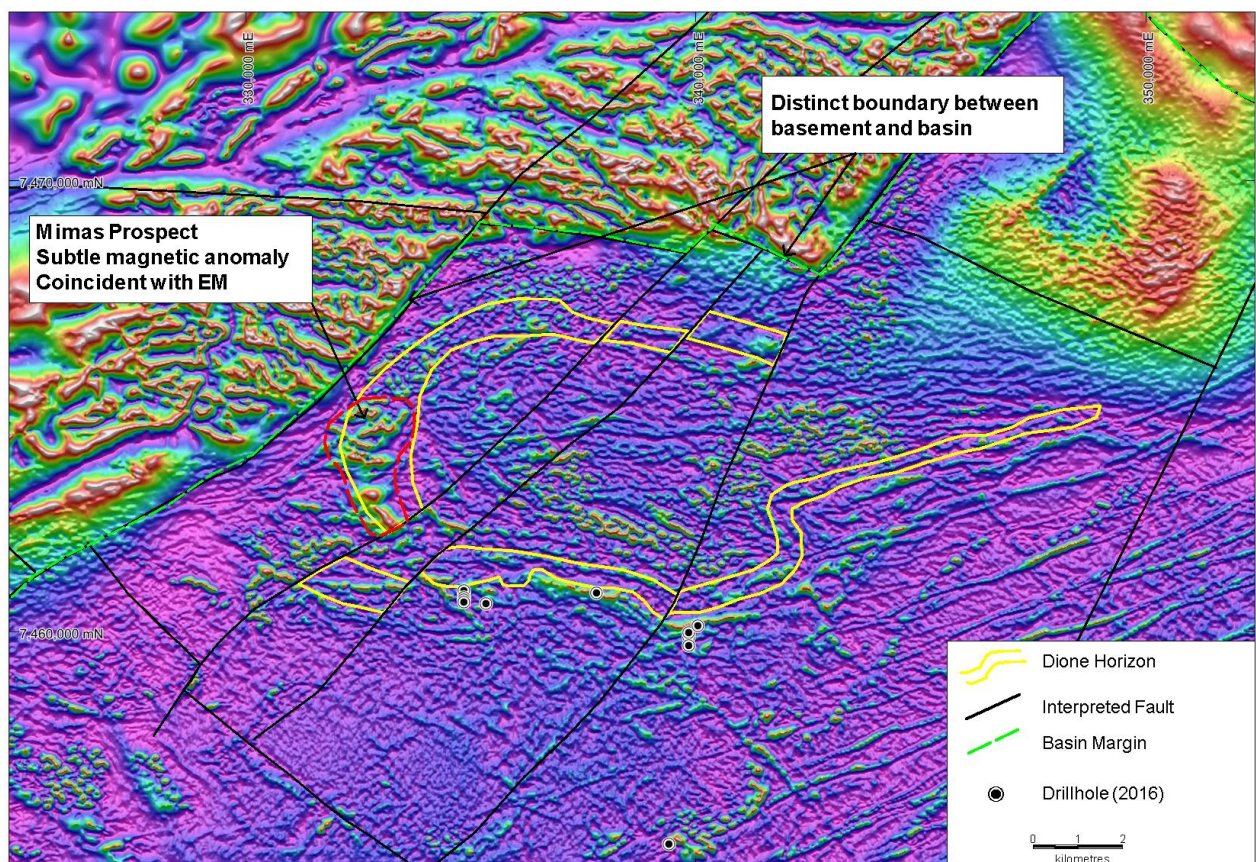 330,000 mE
340,000 mE
350,000 mE
Distinct boundary between
basement and basin
7,470,000 mN
Mimas Prospect
Subtle magnetic anomaly
Coincident with EM
7,460,000 mN
Dione Horizon
Interpreted Fault
Basin Margin
Drillhole (2016)
0 1 2
kilometres